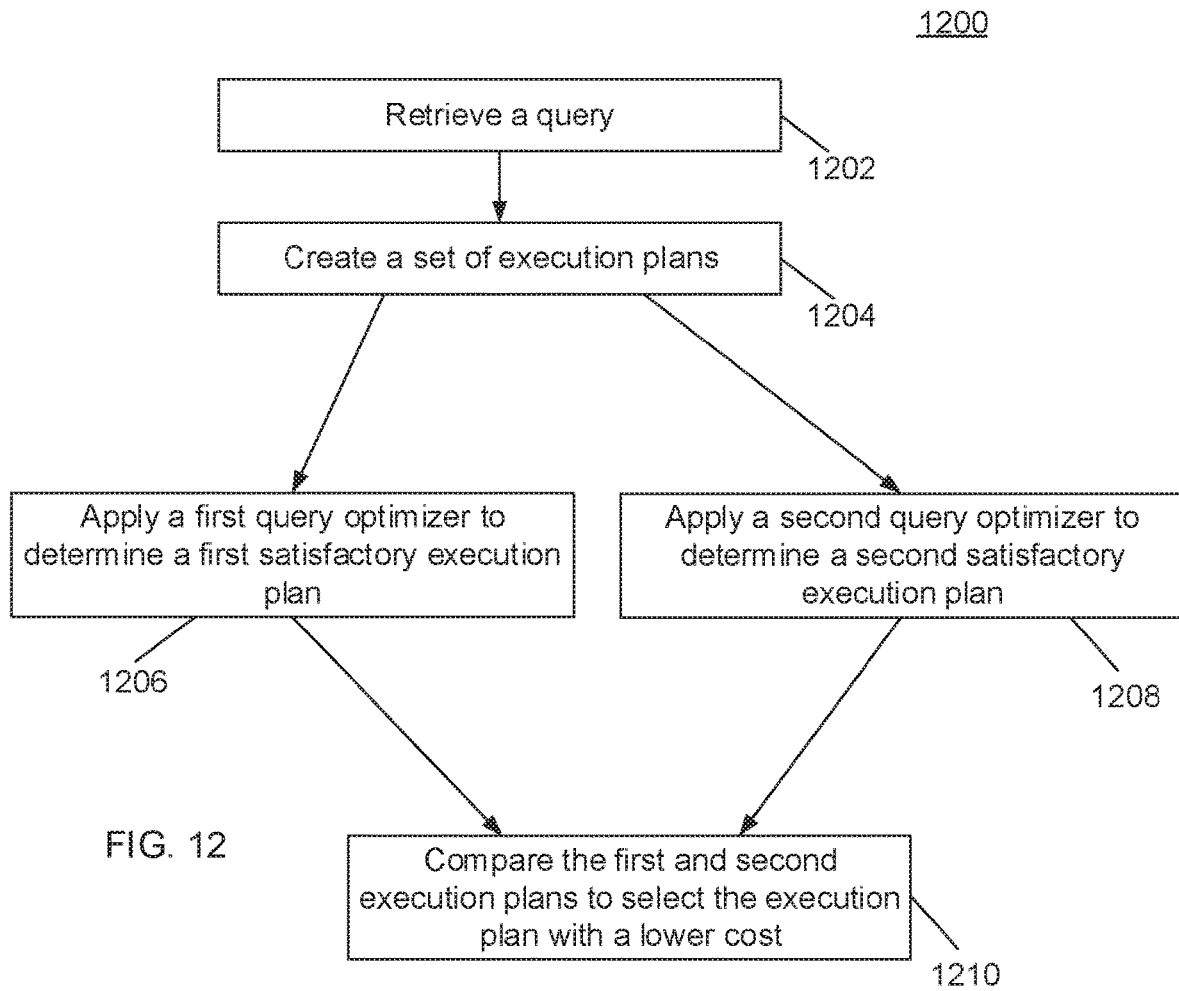 1200
Retrieve a query
1202
Create a set of execution plans
1204
Apply a first query optimizer to
determine a first satisfactory execution
plan
1206
Apply a second query optimizer to
determine a second satisfactory
execution plan
1208
FIG. 12
Compare the first and second
execution plans to select the execution
plan with a lower cost
1210